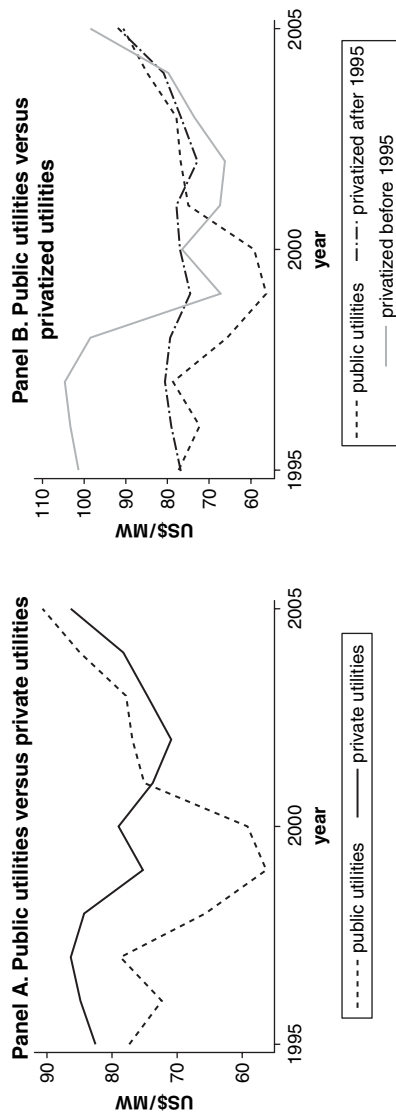 Panel A. Public utilities versus private utilities
90
80
70
60
US$/MW
1995
2000
2005
year
public utilities
private utilities
Panel B. Public utilities versus
privatized utilities
110
100
90
80
70
60
US$/MW
1995
2000
2005
year
public utilities
privatized after 1995
privatized before 1995